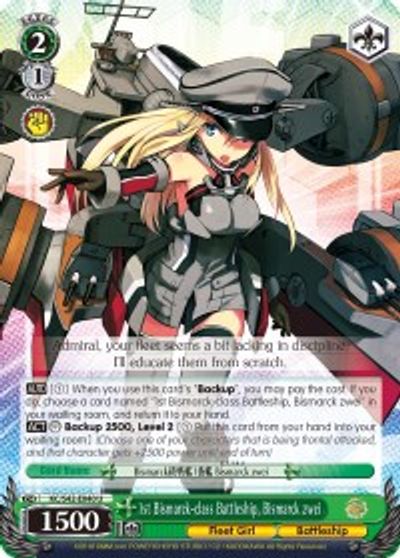 2
1
Admiral, your fleet seems a bit lacking in discipline.
I'll educate them from scratch.
AUTO [(1)] When you use this card's "Backup", you may pay the cost. If you
do, choose a card named "1st Bismarck-class Battleship, Bismarck zwei" in
your waiting room, and return it to your hand.
ACT Backup 2500, Level 2 [(1) Put this card from your hand into your
waiting room] (Choose one of your characters that is being frontal attacked,
and that character gets +2500 power until end of turn)
Card Name
Bismarck zwei
1st Bismarck-class Battleship, Bismarck zwei
1500
Fleet Girl
Battleship